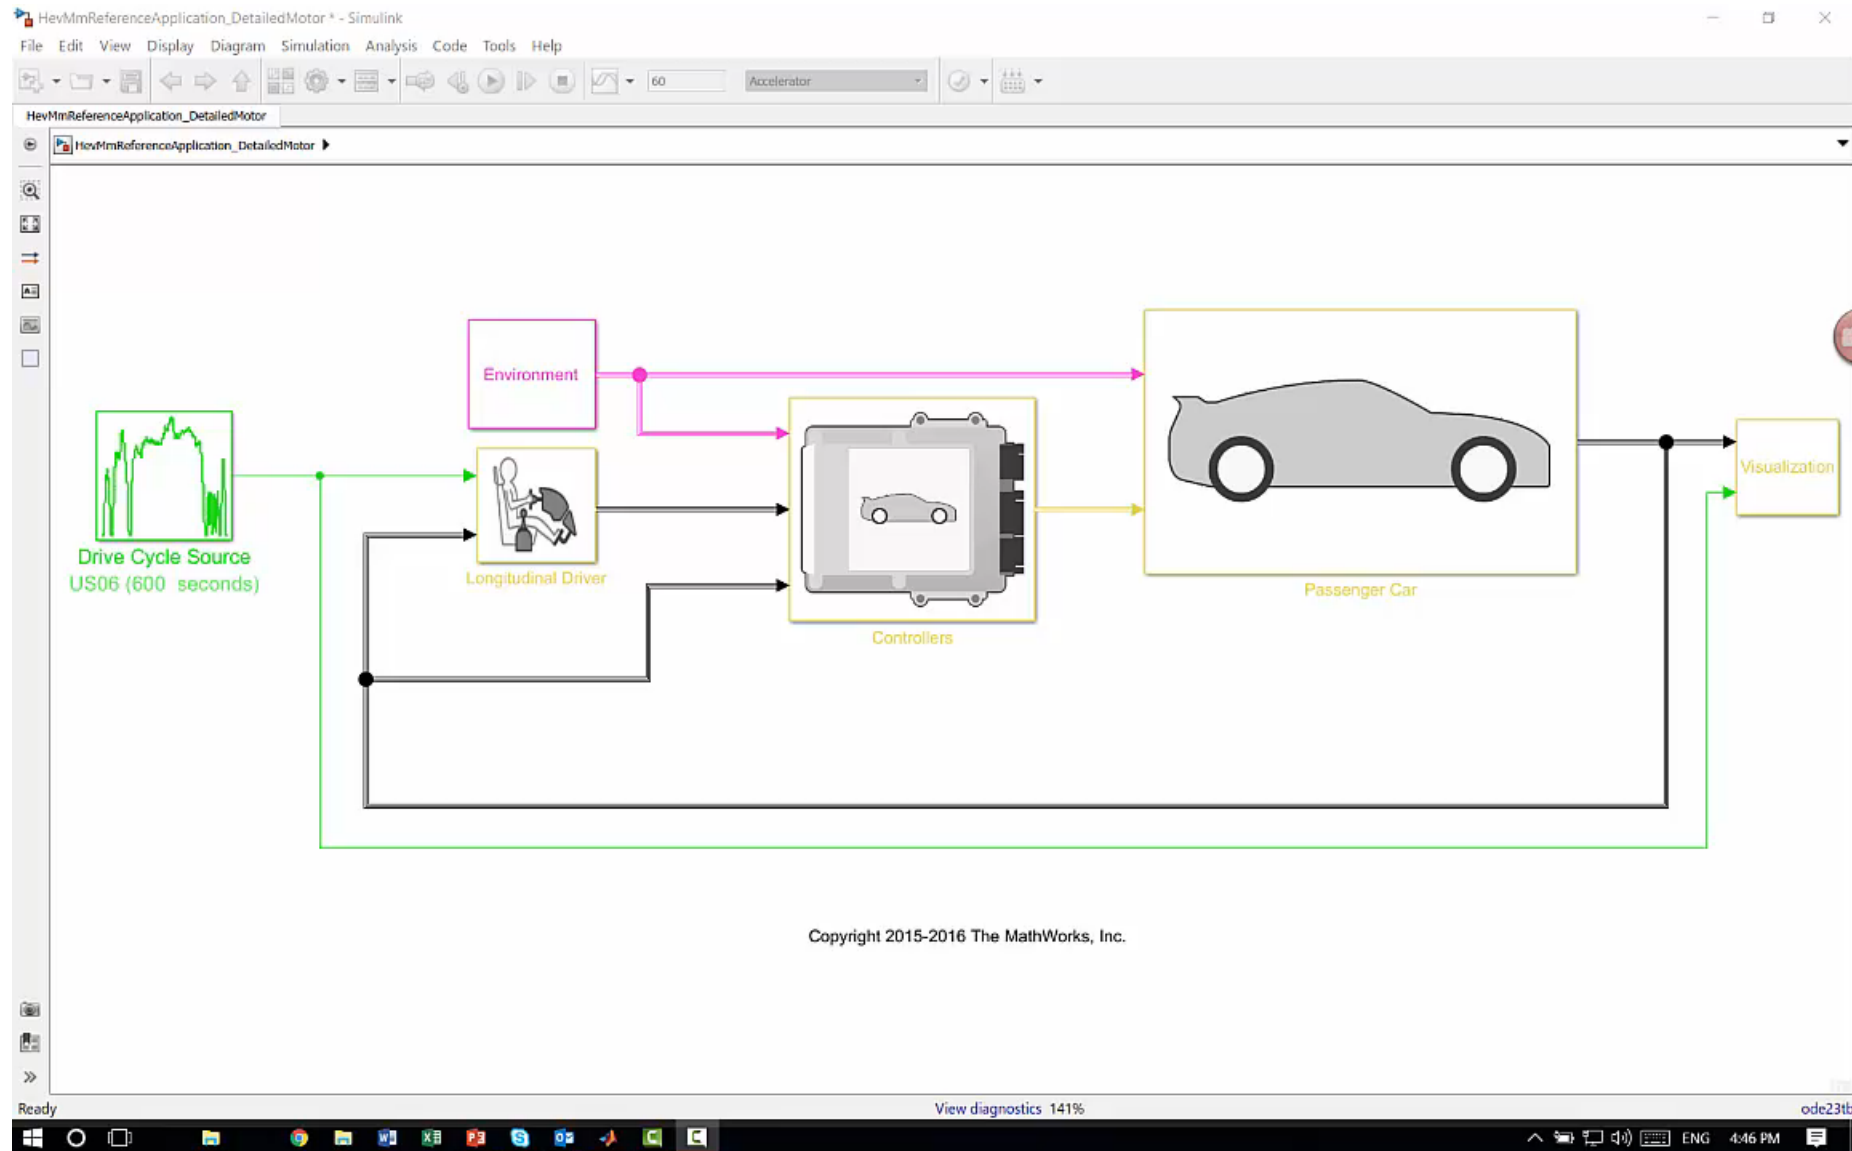 HevMmReferenceApplication_DetailedMotor * - Simulink
File Edit View Display Diagram Simulation Analysis Code Tools Help
60 Accelerator
HevMmReferenceApplication_DetailedMotor
HevMmReferenceApplication_DetailedMotor
Environment
Drive Cycle Source
US06 (600 seconds)
Longitudinal Driver
Controllers
Passenger Car
Visualization
Copyright 2015-2016 The MathWorks, Inc.
Ready View diagnostics 141% ode23tb
ENG 4:46 PM